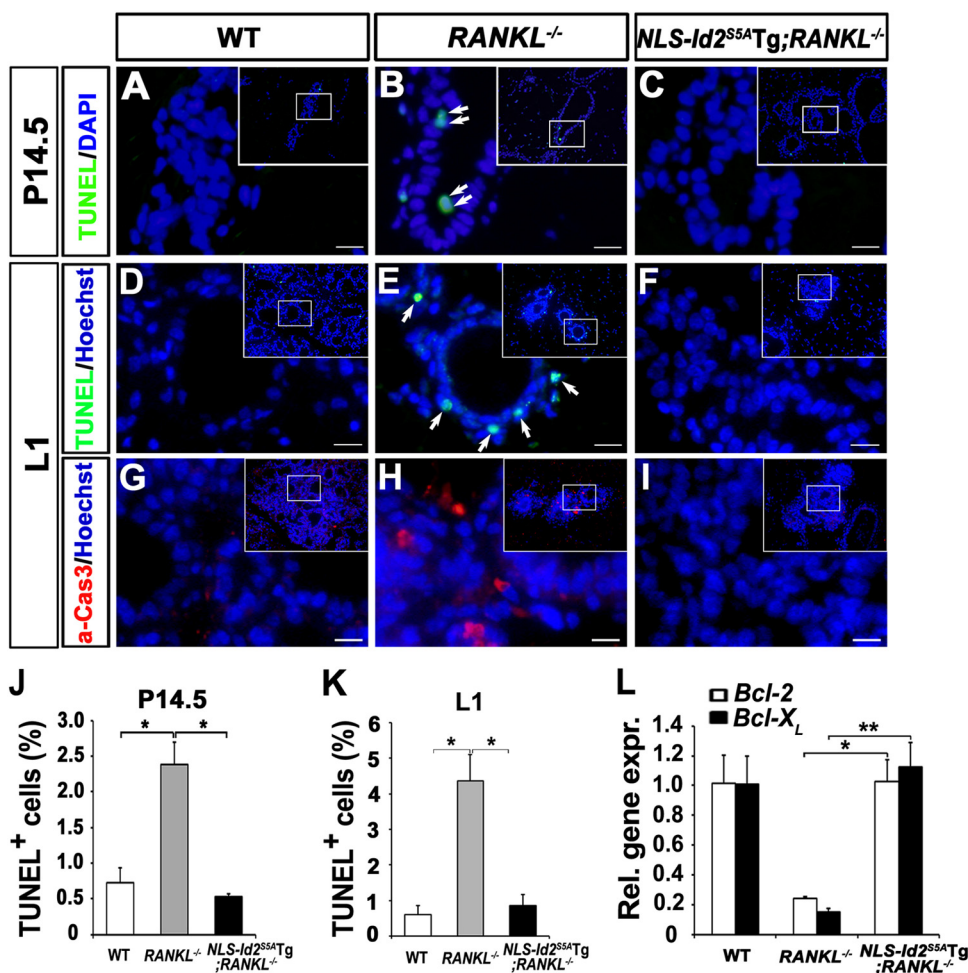 WT
RANKL-/-
NLS-Id2S5ATg;RANKL-/-
P14.5
TUNEL/DAPI
A
B
C
L1
TUNEL/Hoechst
D
E
F
a-Cas3/Hoechst
G
H
I
J
P14.5
TUNEL+ cells (%)
3.0
2.5
2.0
1.5
1.0
0.5
0
*
*
WT
RANKL-/-
NLS-Id2S5ATg
;RANKL-/-
K
L1
TUNEL+ cells (%)
6
5
4
3
2
1
0
*
*
WT
RANKL-/-
NLS-Id2S5ATg
;RANKL-/-
L
Bcl-2
Bcl-XL
Rel. gene expr.
1.4
1.2
1.0
0.8
0.6
0.4
0.2
0
*
**
WT
RANKL-/-
NLS-Id2S5ATg
;RANKL-/-